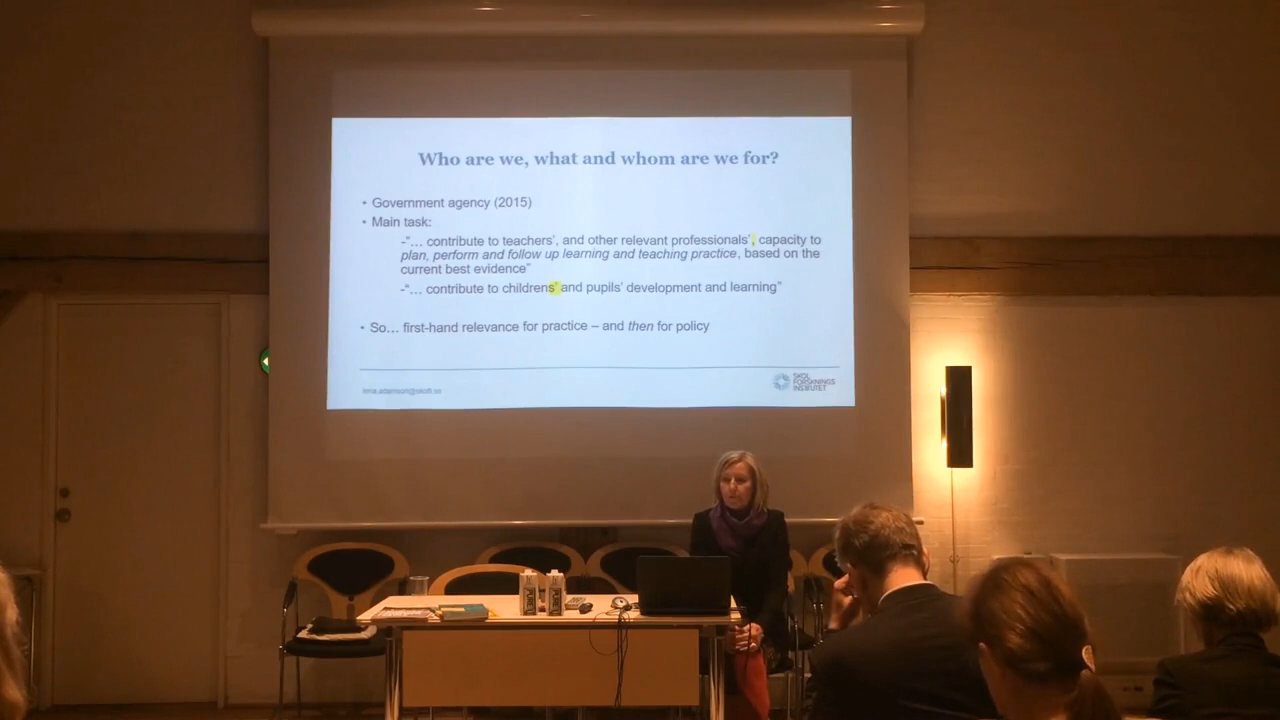 Who are we, what and whom are we for?
• Government agency (2015)
• Main task:
-"… contribute to teachers', and other relevant professionals', capacity to
plan, perform and follow up learning and teaching practice, based on the
current best evidence"
-"… contribute to childrens' and pupils' development and learning"
• So… first-hand relevance for practice – and then for policy
SKOL
FORSKNINGS
INSTITUTET